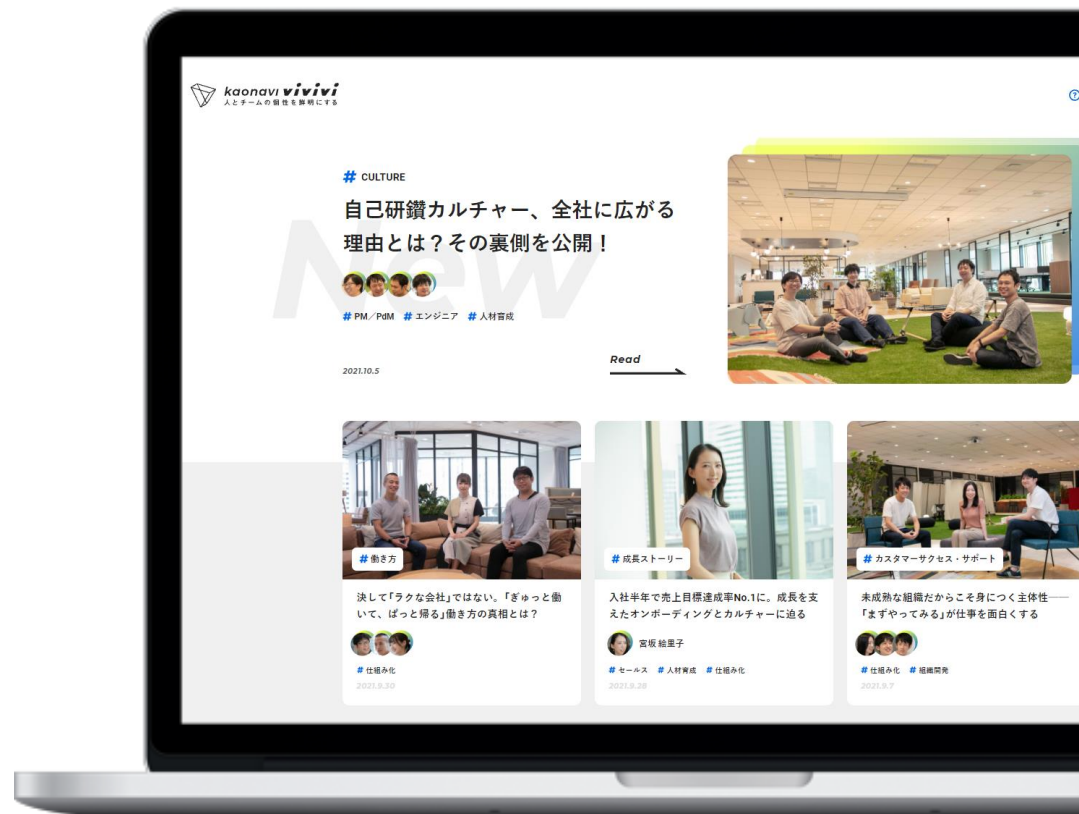 kaonavi vivivi
人とチームの個性を鮮明にする
?
# CULTURE
New
自己研鑽カルチャー、全社に広がる
理由とは？その裏側を公開！
# PM／PdM # エンジニア # 人材育成
2021.10.5
Read
# 働き方
決して「ラクな会社」ではない。「ぎゅっと働
いて、ぱっと帰る」働き方の真相とは？
# 仕組み化
2021.9.30
# 成長ストーリー
入社半年で売上目標達成率No.1に。成長を支
えたオンボーディングとカルチャーに迫る
宮坂 絵里子
# セールス # 人材育成 # 仕組み化
2021.9.28
# カスタマーサクセス・サポート
未成熟な組織だからこそ身につく主体性──
「まずやってみる」が仕事を面白くする
# 仕組み化 # 組織開発
2021.9.7